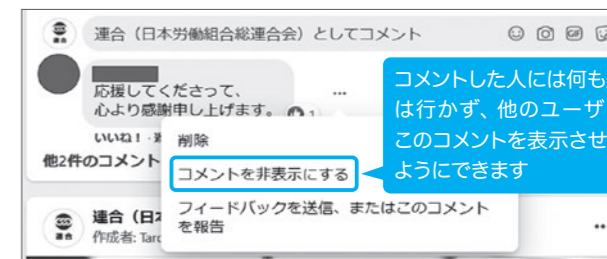 連合（日本労働組合総連合会）としてコメント
GIF
応援してくださって、
心より感謝申し上げます。
1
いいね！
他2件のコメント
削除
コメントを非表示にする
フィードバックを送信、またはこのコメント
を報告
コメントした人には何も
は行かず、他のユーザ
このコメントを表示させ
ようにできます
連合（日本
作成者: Taro
連合
連合